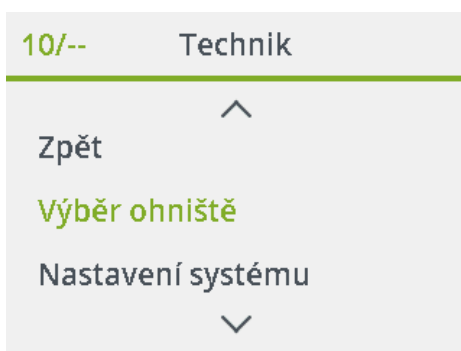 10/-- Technik
Zpět
Výběr ohniště
Nastavení systému